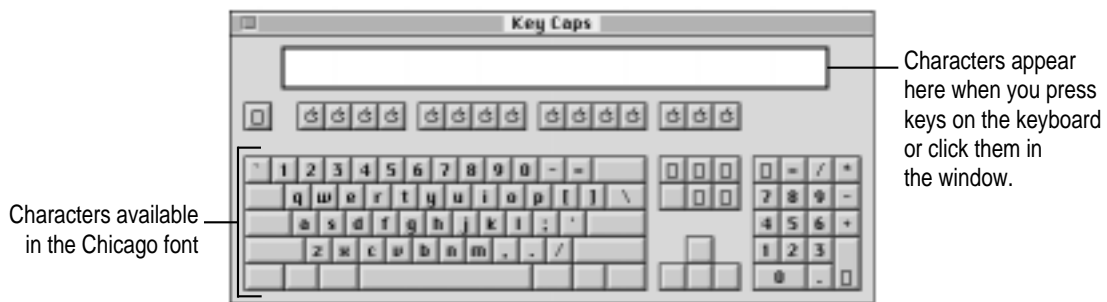 Key Caps
Characters appear
here when you press
keys on the keyboard
or click them in
the window.
` 1 2 3 4 5 6 7 8 9 0 - = = / *
q w e r t y u i o p [ ] \ 7 8 9 -
a s d f g h j k l ; ' 4 5 6 +
z x c v b n m , . / 1 2 3
0 .
Characters available
in the Chicago font